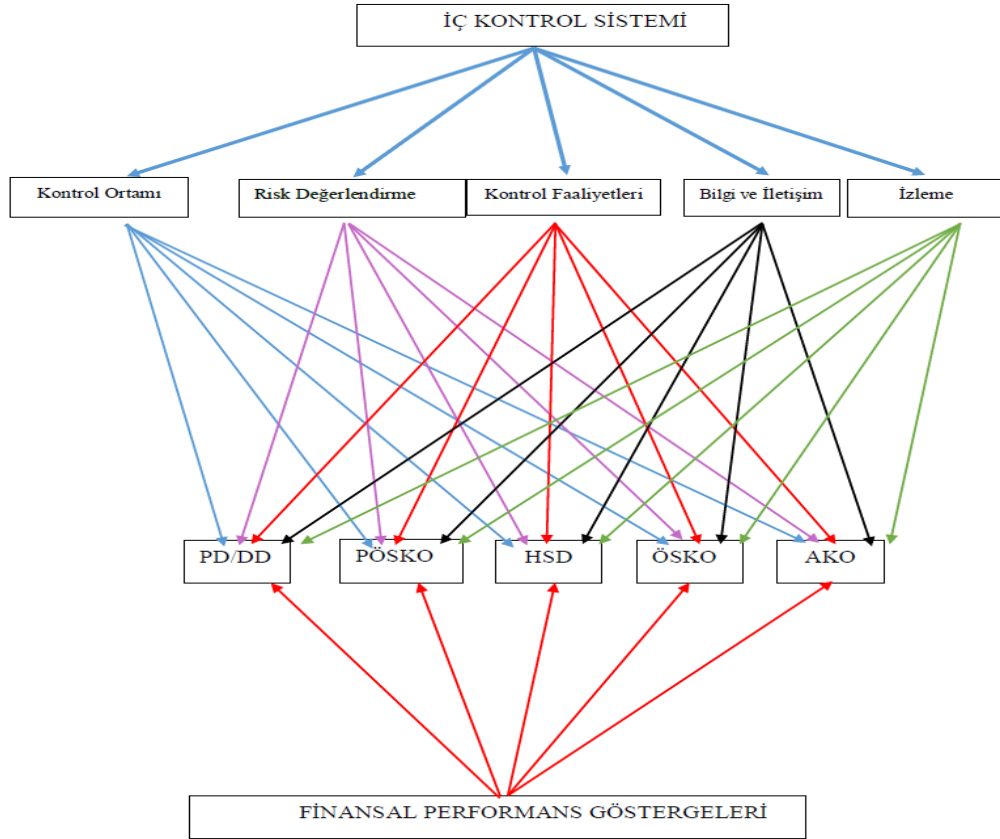 İÇ KONTROL SİSTEMİ
Kontrol Ortamı
Risk Değerlendirme
Kontrol Faaliyetleri
Bilgi ve İletişim
İzleme
PD/DD
PÖSKO
HSD
ÖSKO
AKO
FİNANSAL PERFORMANS GÖSTERGELERİ